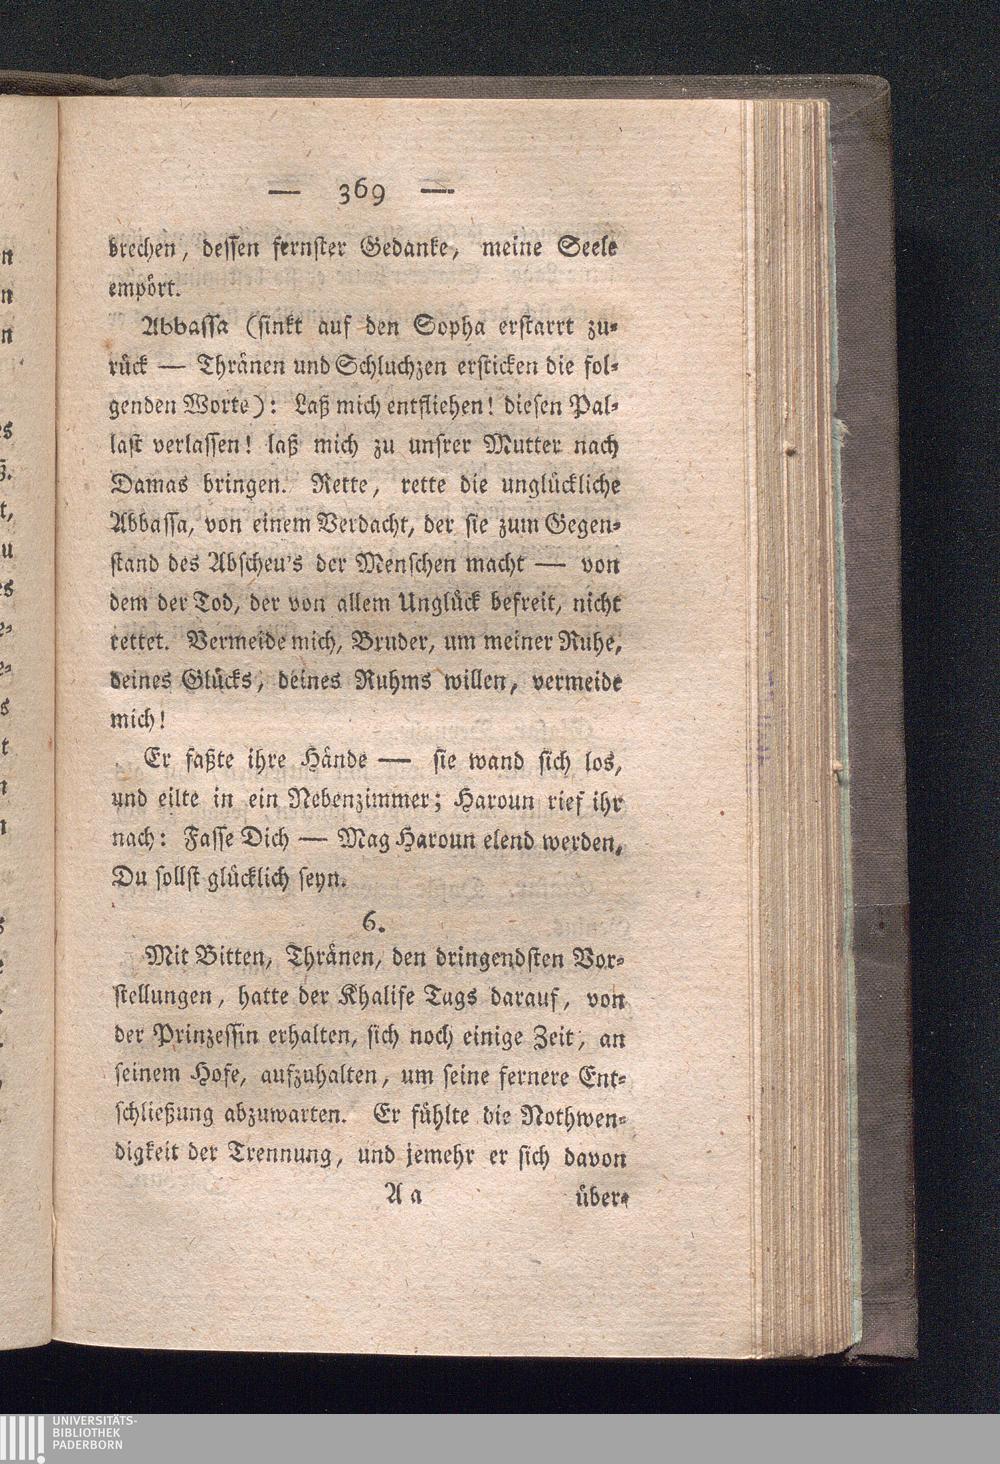 — 369 —
brechen, dessen fernster Gedanke, meine Seele
empört.
Abbassa (sinkt auf den Sopha erstarrt zu-
rück — Thränen und Schluchzen ersticken die fol-
genden Worte): Laß mich entfliehen! diesen Pal-
last verlassen! laß mich zu unsrer Mutter nach
Damas bringen. Rette, rette die unglückliche
Abbassa, von einem Verdacht, der sie zum Gegen-
stand des Abscheu's der Menschen macht — von
dem der Tod, der von allem Unglück befreit, nicht
rettet. Vermeide mich, Bruder, um meiner Ruhe,
deines Glücks, deines Ruhms willen, vermeide
mich!
Er faßte ihre Hände — sie wand sich los,
und eilte in ein Nebenzimmer; Haroun rief ihr
nach: Fasse Dich — Mag Haroun elend werden,
Du sollst glücklich seyn.
6.
Mit Bitten, Thränen, den dringendsten Vor-
stellungen, hatte der Khalife Tags darauf, von
der Prinzessin erhalten, sich noch einige Zeit, an
seinem Hofe, aufzuhalten, um seine fernere Ent-
schließung abzuwarten. Er fühlte die Nothwen-
digkeit der Trennung, und jemehr er sich davon
A a über-
UNIVERSITÄTS-
BIBLIOTHEK
PADERBORN